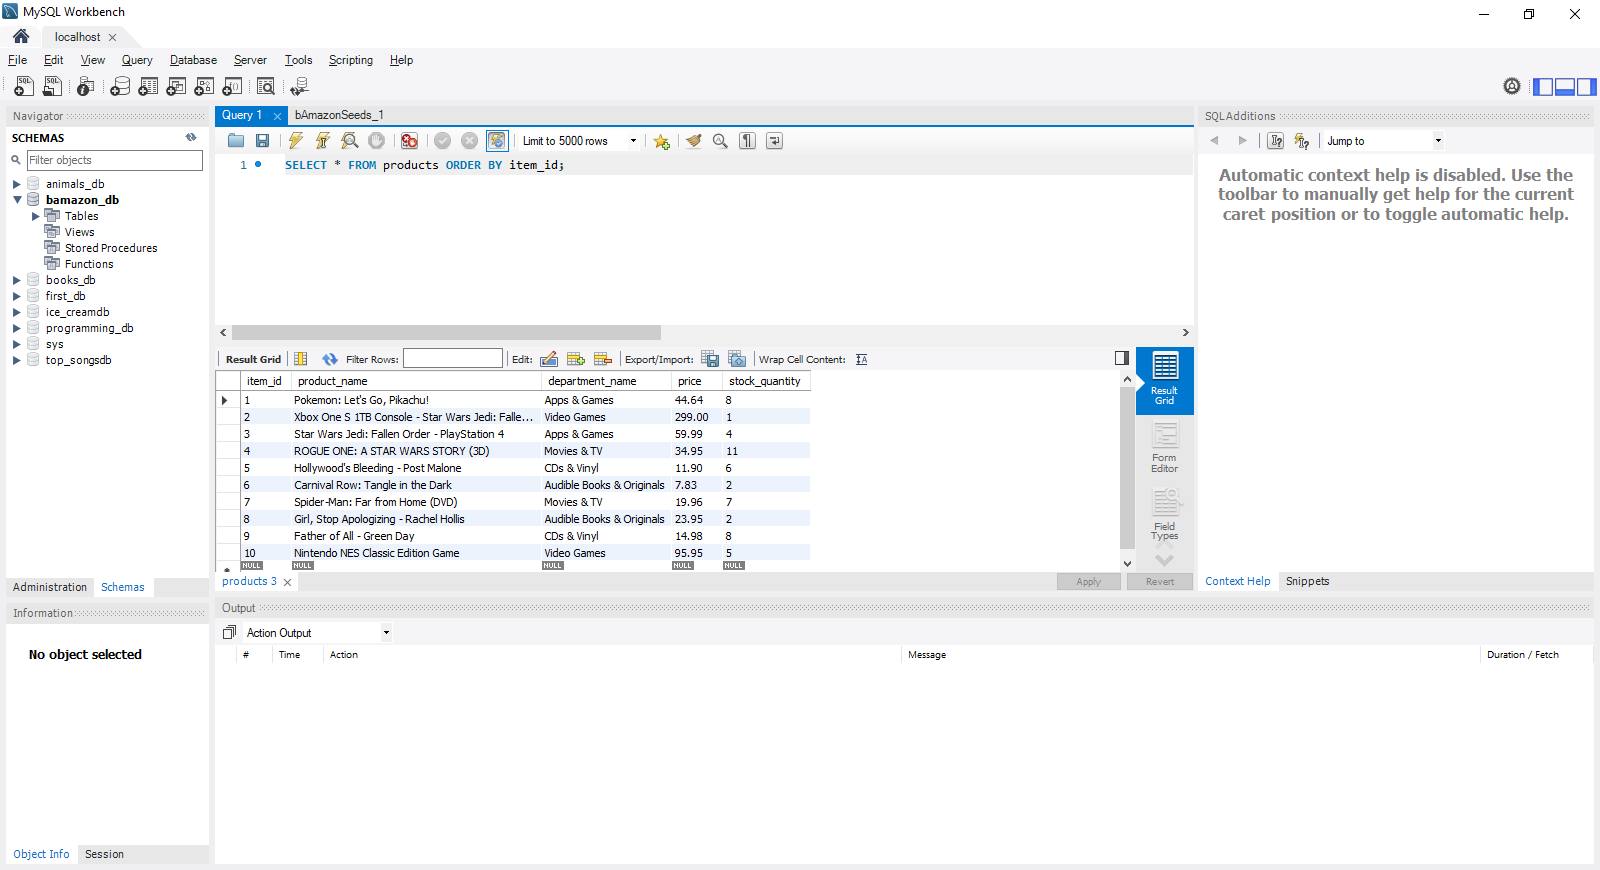 MySQL Workbench
localhost
File Edit View Query Database Server Tools Scripting Help
Navigator
SCHEMAS
Filter objects
animals_db
bamazon_db
Tables
Views
Stored Procedures
Functions
books_db
first_db
ice_creamdb
programming_db
sys
top_songsdb
Administration Schemas
Information
No object selected
Object Info Session
Query 1 bAmazonSeeds_1
Limit to 5000 rows
1 SELECT * FROM products ORDER BY item_id;
Result Grid Filter Rows: Edit: Export/Import: Wrap Cell Content:
item_id product_name department_name price stock_quantity
1 Pokemon: Let's Go, Pikachu! Apps & Games 44.64 8
2 Xbox One S 1TB Console - Star Wars Jedi: Falle... Video Games 299.00 1
3 Star Wars Jedi: Fallen Order - PlayStation 4 Apps & Games 59.99 4
4 ROGUE ONE: A STAR WARS STORY (3D) Movies & TV 34.95 11
5 Hollywood's Bleeding - Post Malone CDs & Vinyl 11.90 6
6 Carnival Row: Tangle in the Dark Audible Books & Originals 7.83 2
7 Spider-Man: Far from Home (DVD) Movies & TV 19.96 7
8 Girl, Stop Apologizing - Rachel Hollis Audible Books & Originals 23.95 2
9 Father of All - Green Day CDs & Vinyl 14.98 8
10 Nintendo NES Classic Edition Game Video Games 95.95 5
NULL NULL NULL NULL NULL
Result
Grid
Form
Editor
Field
Types
products 3
Apply Revert
Output
Action Output
# Time Action Message Duration / Fetch
SQLAdditions
Jump to
Automatic context help is disabled. Use the
toolbar to manually get help for the current
caret position or to toggle automatic help.
Context Help Snippets